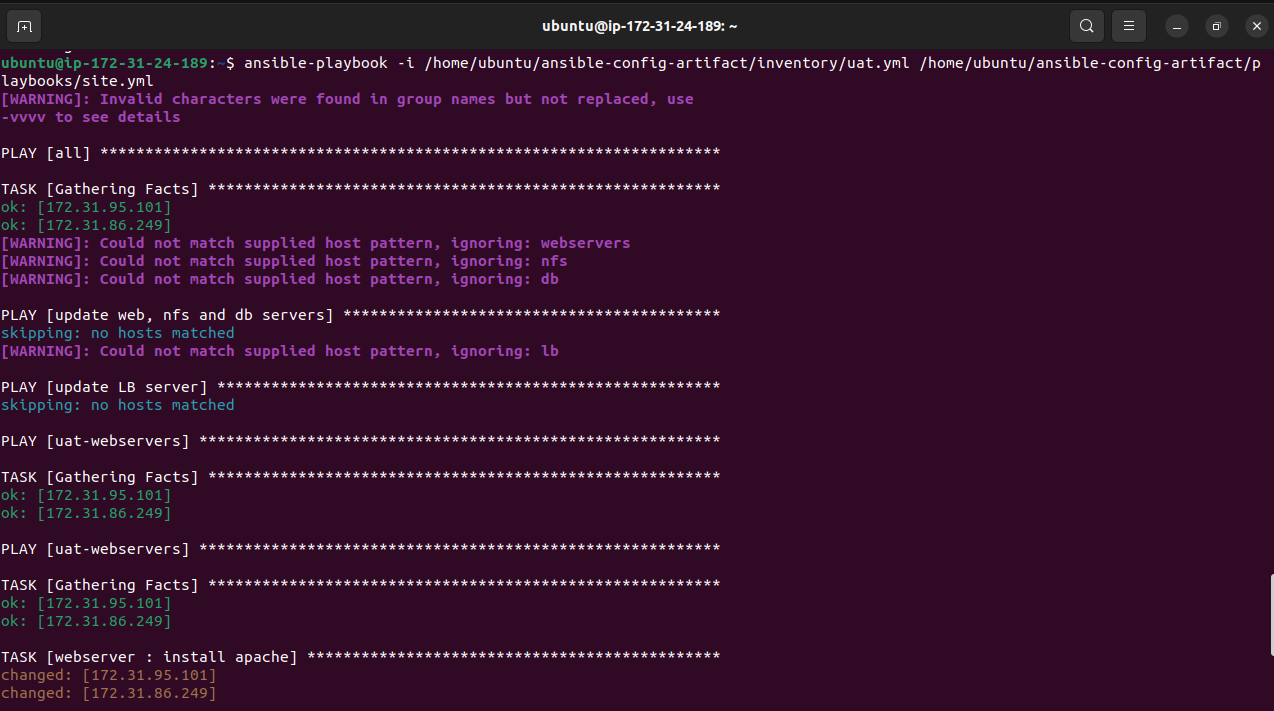 ubuntu@ip-172-31-24-189: ~
ubuntu@ip-172-31-24-189:~$ ansible-playbook -i /home/ubuntu/ansible-config-artifact/inventory/uat.yml /home/ubuntu/ansible-config-artifact/p
laybooks/site.yml
[WARNING]: Invalid characters were found in group names but not replaced, use
-vvvv to see details
PLAY [all] *********************************************************************
TASK [Gathering Facts] *********************************************************
ok: [172.31.95.101]
ok: [172.31.86.249]
[WARNING]: Could not match supplied host pattern, ignoring: webservers
[WARNING]: Could not match supplied host pattern, ignoring: nfs
[WARNING]: Could not match supplied host pattern, ignoring: db
PLAY [update web, nfs and db servers] ******************************************
skipping: no hosts matched
[WARNING]: Could not match supplied host pattern, ignoring: lb
PLAY [update LB server] ********************************************************
skipping: no hosts matched
PLAY [uat-webservers] **********************************************************
TASK [Gathering Facts] *********************************************************
ok: [172.31.95.101]
ok: [172.31.86.249]
PLAY [uat-webservers] **********************************************************
TASK [Gathering Facts] *********************************************************
ok: [172.31.95.101]
ok: [172.31.86.249]
TASK [webserver : install apache] **********************************************
changed: [172.31.95.101]
changed: [172.31.86.249]